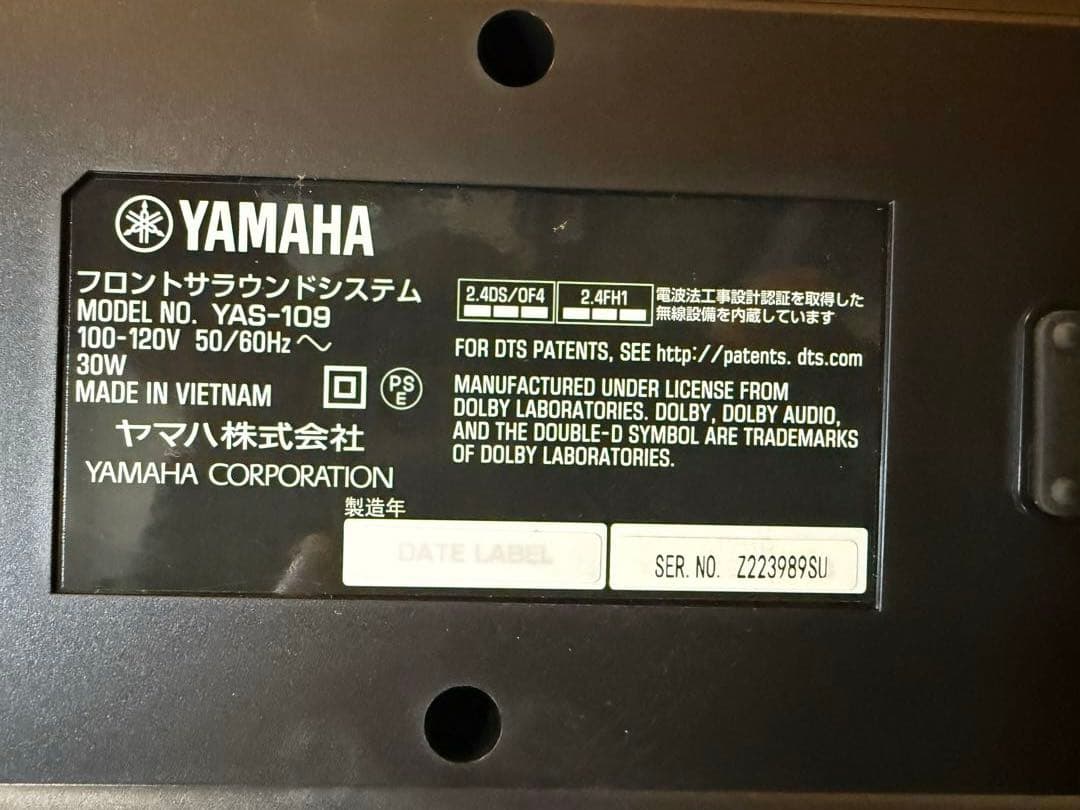 YAMAHA
フロントサラウンドシステム
MODEL NO. YAS-109
100-120V 50/60Hz ～
30W
MADE IN VIETNAM
PS
E
ヤマハ株式会社
YAMAHA CORPORATION
2.4DS/OF4
2.4FH1
電波法工事設計認証を取得した
無線設備を内蔵しています
FOR DTS PATENTS, SEE http://patents. dts.com
MANUFACTURED UNDER LICENSE FROM
DOLBY LABORATORIES. DOLBY, DOLBY AUDIO,
AND THE DOUBLE-D SYMBOL ARE TRADEMARKS
OF DOLBY LABORATORIES.
製造年
DATE LABEL
SER. NO. Z223989SU